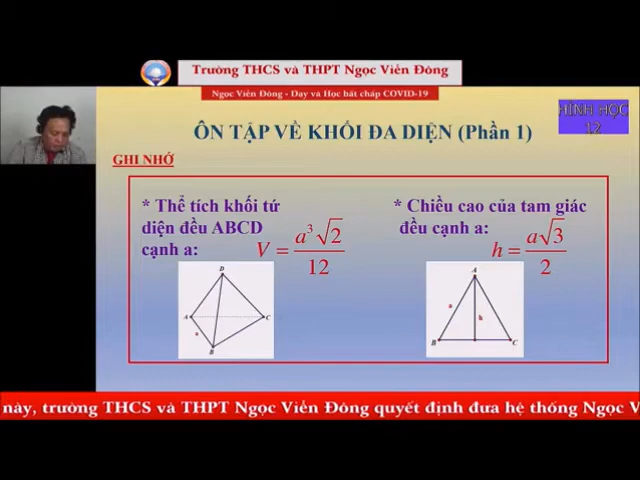 Trường THCS và THPT Ngọc Viễn Đông
Ngọc Viễn Đông - Dạy và Học bất chấp COVID-19
HÌNH HỌC
12
ÔN TẬP VỀ KHỐI ĐA DIỆN (Phần 1)
GHI NHỚ
* Thể tích khối tứ
diện đều ABCD
cạnh a:
V = a³√2 / 12
* Chiều cao của tam giác
đều cạnh a:
h = a√3 / 2
D
A
C
a
B
A
a
h
B
C
này, trường THCS và THPT Ngọc Viễn Đông quyết định đưa hệ thống Ngọc V